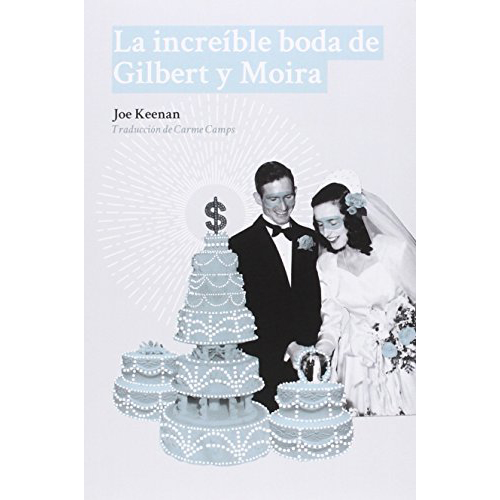 La increíble boda de
Gilbert y Moira
Joe Keenan
Traducción de Carme Camps
$